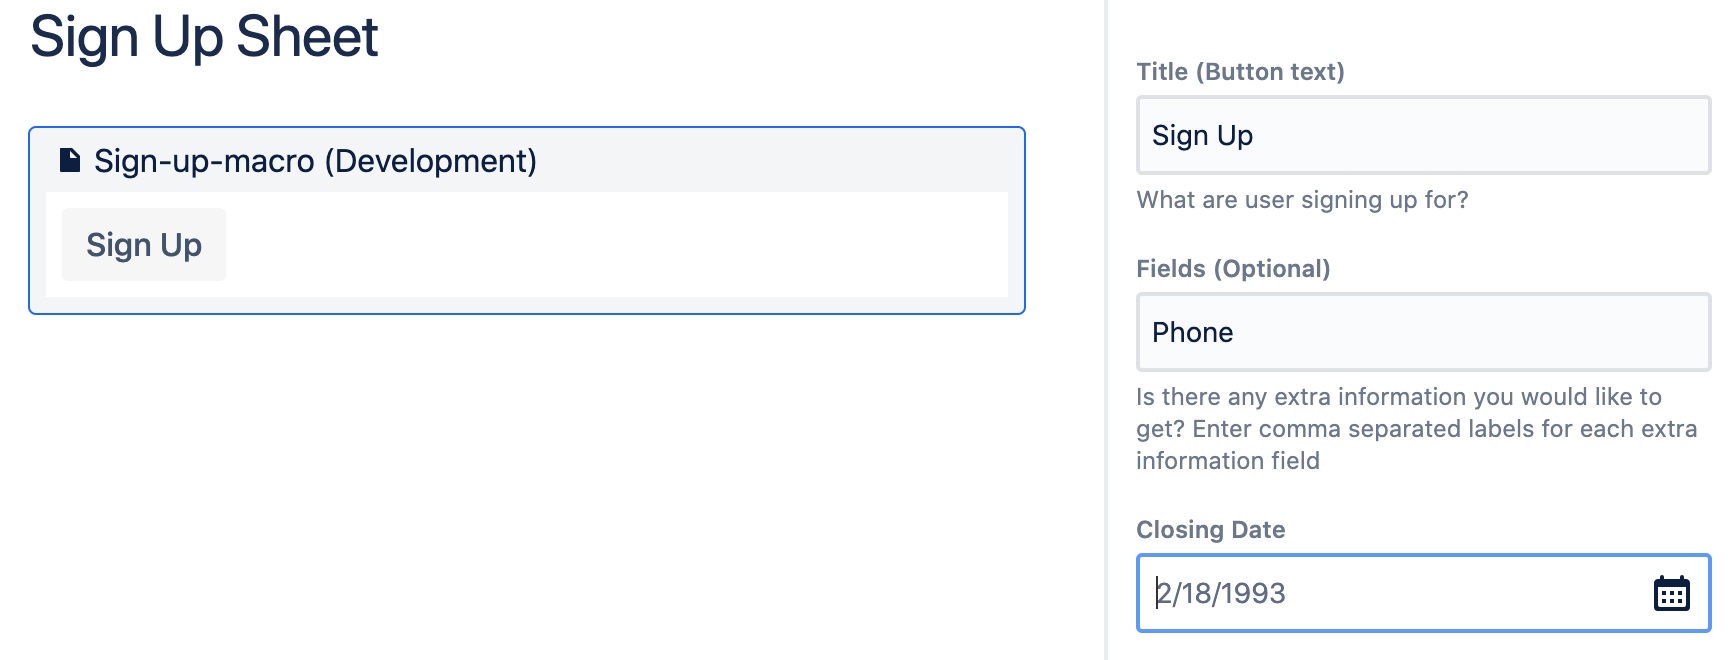 Sign Up Sheet
Sign-up-macro (Development)
Sign Up
Title (Button text)
Sign Up
What are user signing up for?
Fields (Optional)
Phone
Is there any extra information you would like to
get? Enter comma separated labels for each extra
information field
Closing Date
2/18/1993